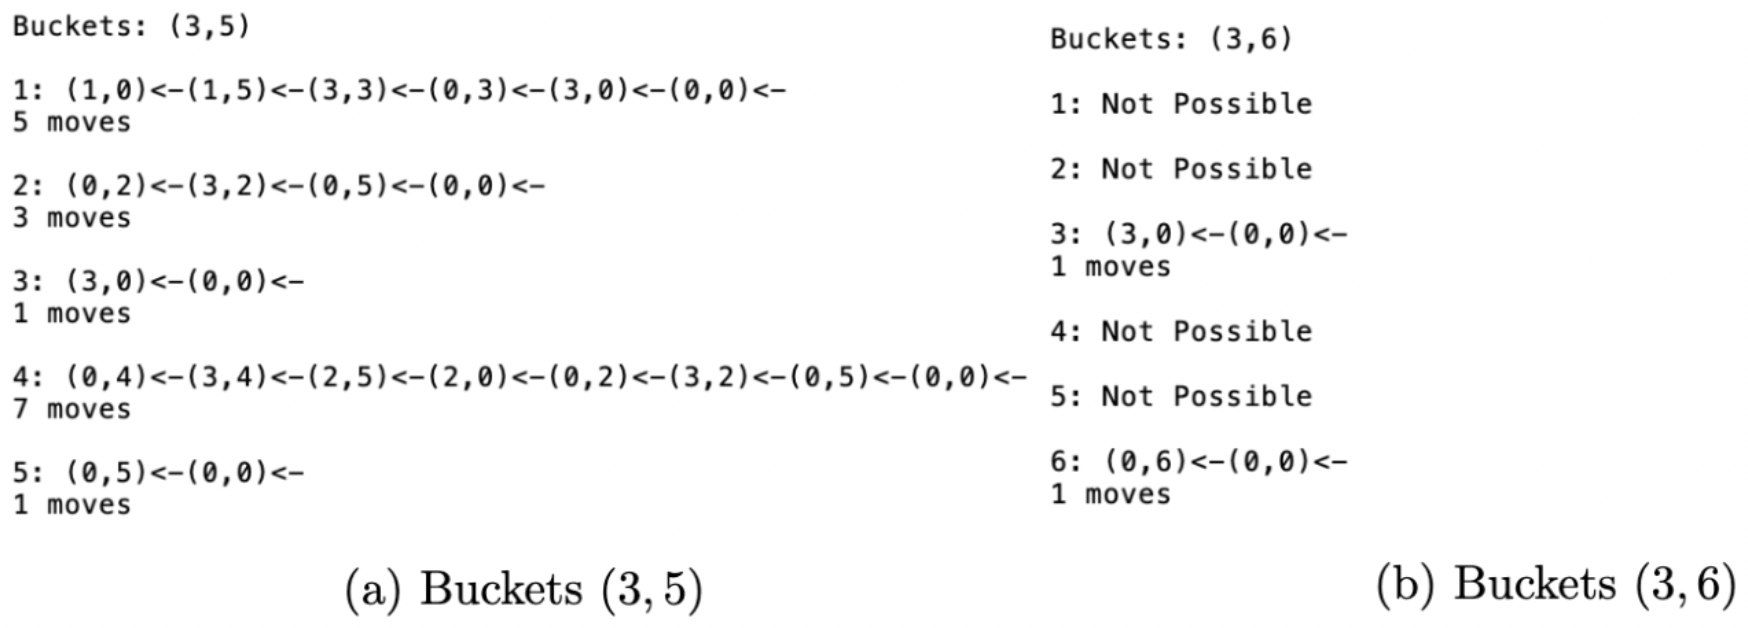 Buckets: (3,5)
1: (1,0)<-(1,5)<-(3,3)<-(0,3)<-(3,0)<-(0,0)<-
5 moves
2: (0,2)<-(3,2)<-(0,5)<-(0,0)<-
3 moves
3: (3,0)<-(0,0)<-
1 moves
4: (0,4)<-(3,4)<-(2,5)<-(2,0)<-(0,2)<-(3,2)<-(0,5)<-(0,0)<-
7 moves
5: (0,5)<-(0,0)<-
1 moves
(a) Buckets (3, 5)
Buckets: (3,6)
1: Not Possible
2: Not Possible
3: (3,0)<-(0,0)<-
1 moves
4: Not Possible
5: Not Possible
6: (0,6)<-(0,0)<-
1 moves
(b) Buckets (3, 6)